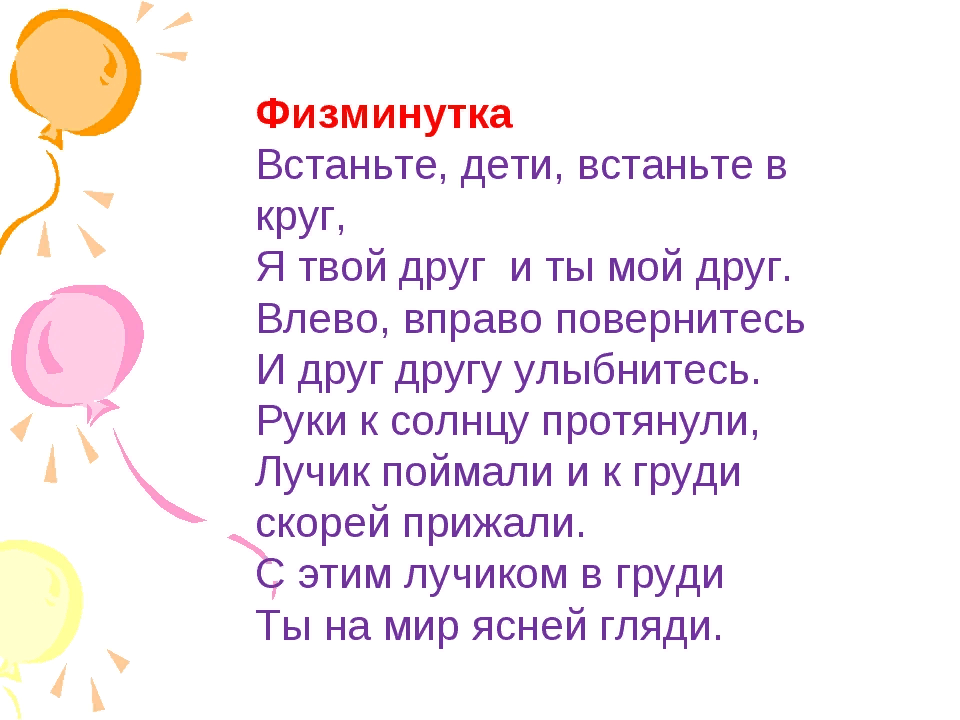 Физминутка
Встаньте, дети, встаньте в
круг,
Я твой друг  и ты мой друг.
Влево, вправо повернитесь
И друг другу улыбнитесь.
Руки к солнцу протянули,
Лучик поймали и к груди
скорей прижали.
С этим лучиком в груди
Ты на мир ясней гляди.